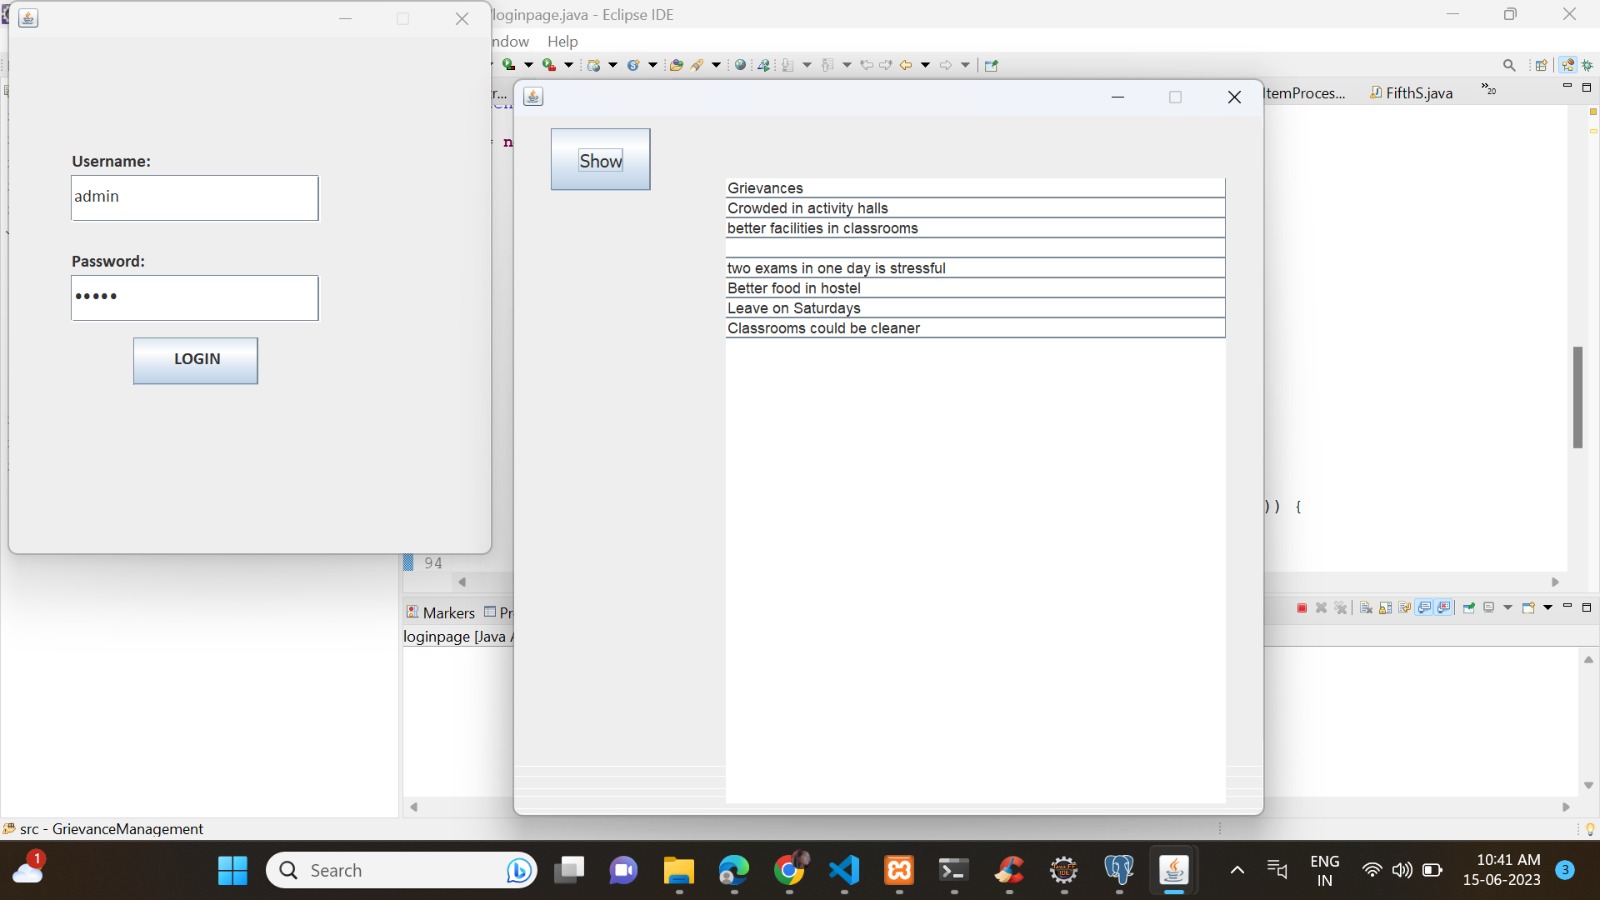 loginpage.java - Eclipse IDE
ndow Help
r...
ItemProces...
FifthS.java
»20
n
Username:
admin
Password:
•••••
LOGIN
Show
Grievances
Crowded in activity halls
better facilities in classrooms
two exams in one day is stressful
Better food in hostel
Leave on Saturdays
Classrooms could be cleaner
)) {
94
Markers Pr
loginpage [Java
src - GrievanceManagement
1
Search
ENG
IN
10:41 AM
15-06-2023
3